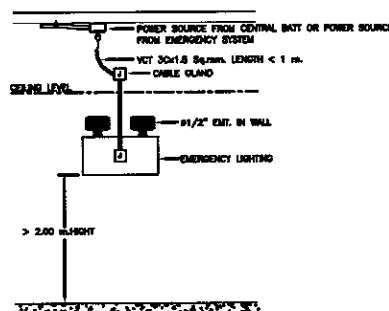 POWER SOURCE FROM CENTRAL BATT OR POWER SOURCE
FROM EMERGENCY SYSTEM
VCT 3Cx1.5 Sq.mm. LENGTH < 1 m.
J CABLE GLAND
CEILING LEVEL
ø1/2" EMT. IN WALL
J EMERGENCY LIGHTING
> 2.00 m.HIGHT